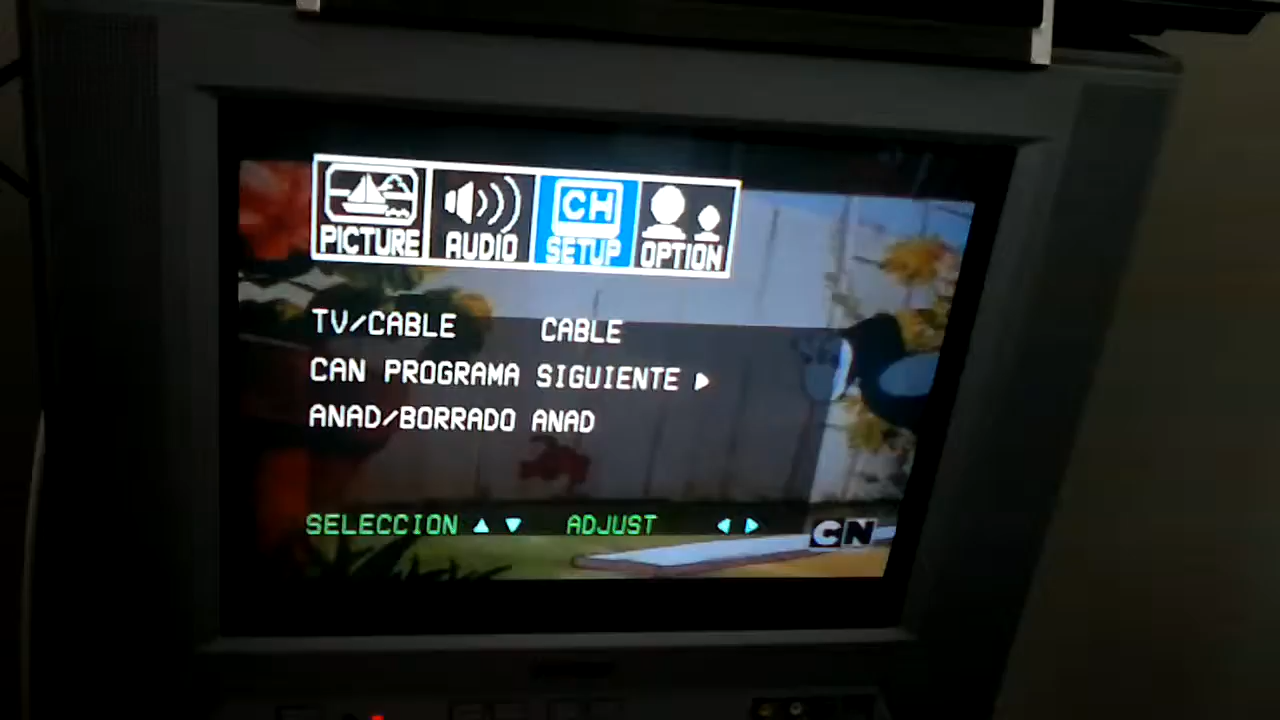 PICTURE AUDIO CH SETUP OPTION
TV/CABLE CABLE
CAN PROGRAMA SIGUIENTE ▶
ANAD/BORRADO ANAD
SELECCION ▲ ▼ ADJUST ◀ ▶
CN